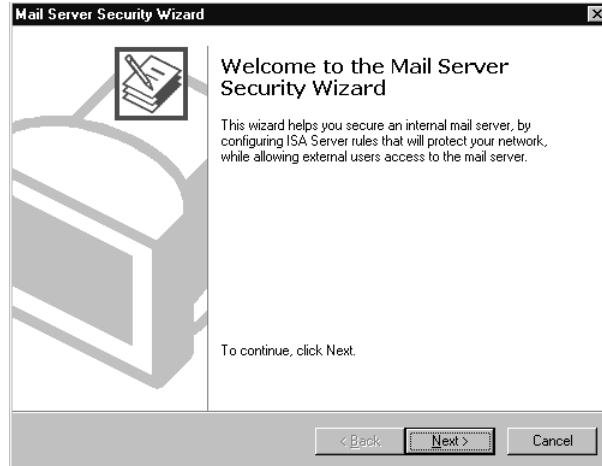 Mail Server Security Wizard
Welcome to the Mail Server
Security Wizard
This wizard helps you secure an internal mail server, by
configuring ISA Server rules that will protect your network,
while allowing external users access to the mail server.
To continue, click Next.
< Back
Next >
Cancel